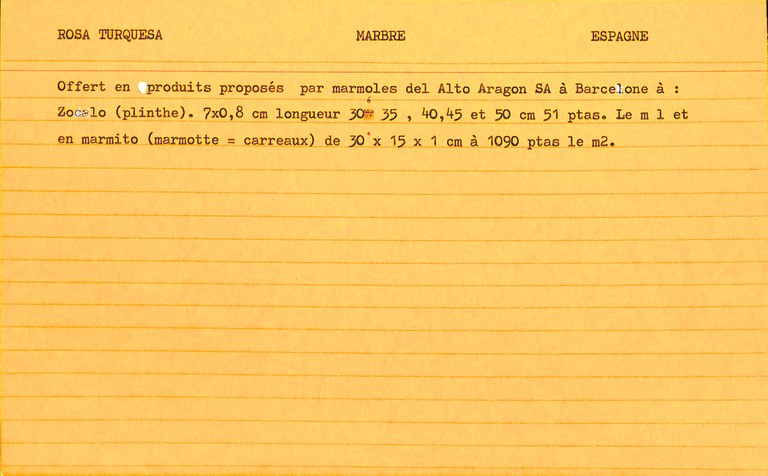 ROSA TURQUESA MARBRE ESPAGNE
Offert en produits proposés par marmoles del Alto Aragon SA à Barcelone à :
Zocalo (plinthe). 7x0,8 cm longueur 30 35 , 40,45 et 50 cm 51 ptas. Le m l et
en marmito (marmotte = carreaux) de 30 x 15 x 1 cm à 1090 ptas le m2.